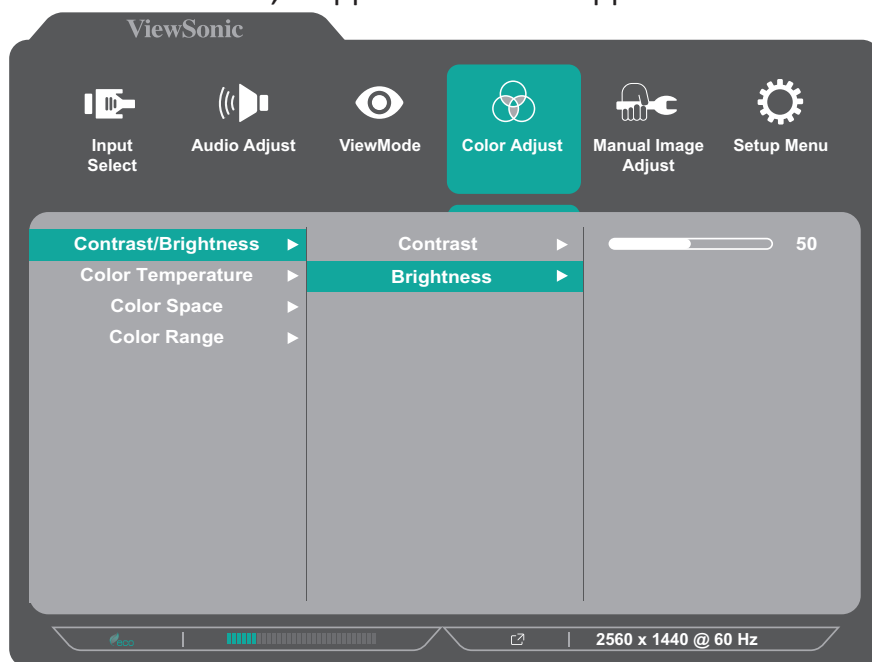 ViewSonic
Input Select
Audio Adjust
ViewMode
Color Adjust
Manual Image Adjust
Setup Menu
Contrast/Brightness
Contrast
50
Color Temperature
Brightness
Color Space
Color Range
eco
2560 x 1440 @ 60 Hz